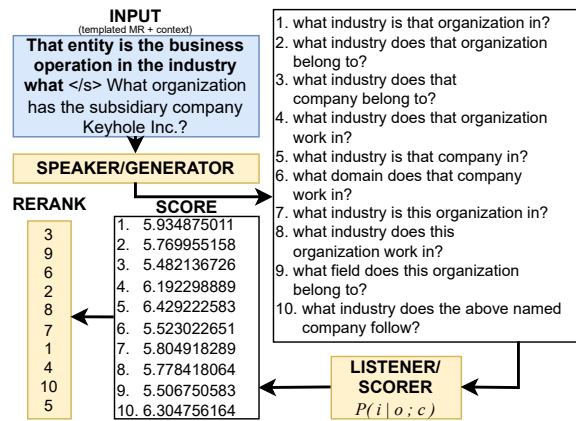 INPUT
(templated MR + context)
That entity is the business
operation in the industry
what </s> What organization
has the subsidiary company
Keyhole Inc.?
SPEAKER/GENERATOR
1. what industry is that organization in?
2. what industry does that organization
belong to?
3. what industry does that
company belong to?
4. what industry does that organization
work in?
5. what industry is that company in?
6. what domain does that company
work in?
7. what industry is this organization in?
8. what industry does this
organization work in?
9. what field does this organization
belong to?
10. what industry does the above named
company follow?
LISTENER/
SCORER
P(i|o;c)
SCORE
1. 5.934875011
2. 5.769955158
3. 5.482136726
4. 6.192298889
5. 6.429222583
6. 5.523022651
7. 5.804918289
8. 5.778418064
9. 5.506750583
10. 6.304756164
RERANK
3
9
6
2
8
7
1
4
10
5